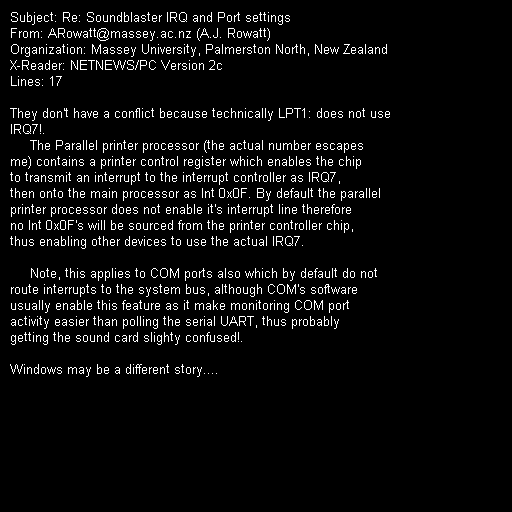 Subject: Re: Soundblaster IRQ and Port settings
From: ARowatt@massey.ac.nz (A.J. Rowatt)
Organization: Massey University, Palmerston North, New Zealand
X-Reader: NETNEWS/PC Version 2c
Lines: 17

They don't have a conflict because technically LPT1: does not use
IRQ7!.
The Parallel printer processor (the actual number escapes
me) contains a printer control register which enables the chip
to transmit an interrupt to the interrupt controller as IRQ7,
then onto the main processor as Int 0x0F. By default the parallel
printer processor does not enable it's interrupt line therefore
no Int 0x0F's will be sourced from the printer controller chip,
thus enabling other devices to use the actual IRQ7.

Note, this applies to COM ports also which by default do not
route interrupts to the system bus, although COM's software
usually enable this feature as it make monitoring COM port
activity easier than polling the serial UART, thus probably
getting the sound card slighty confused!.

Windows may be a different story....